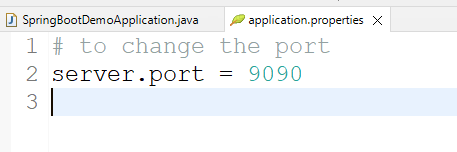 SpringBootDemoApplication.java
application.properties
1 # to change the port
2 server.port = 9090
3